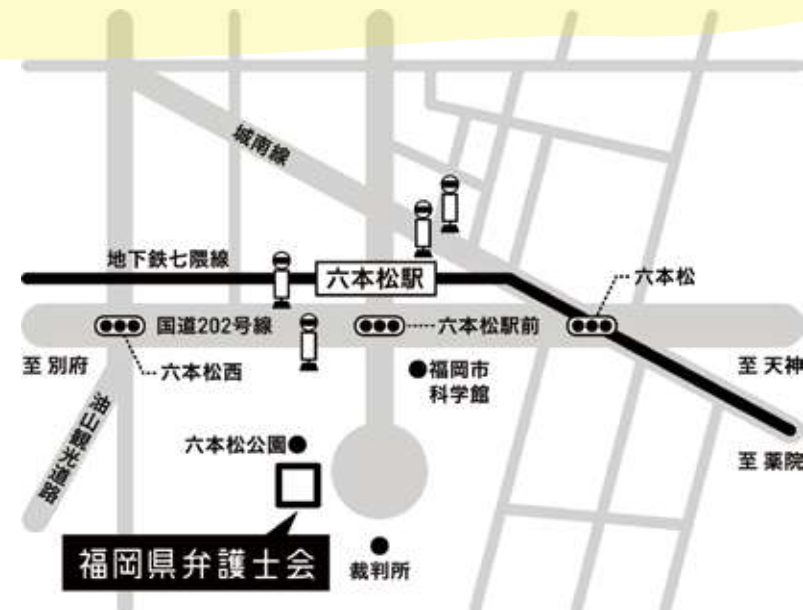 城南線
地下鉄七隈線
六本松駅
六本松
国道202号線
六本松駅前
至 別府
六本松西
福岡市
科学館
至 天神
油山観光道路
六本松公園
至 薬院
福岡県弁護士会
裁判所